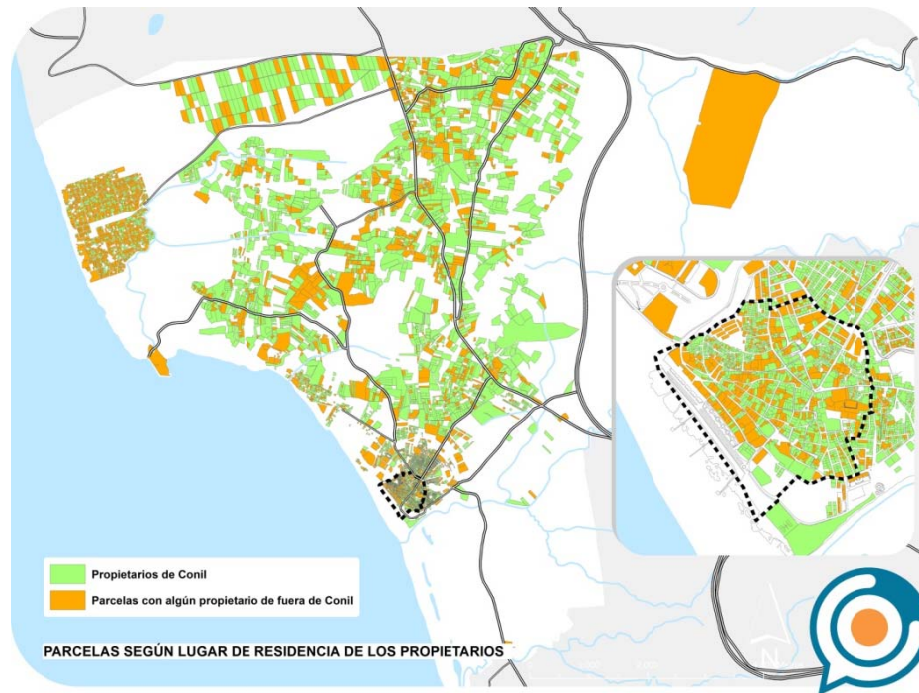 Propietarios de Conil
Parcelas con algún propietario de fuera de Conil
PARCELAS SEGÚN LUGAR DE RESIDENCIA DE LOS PROPIETARIOS
N